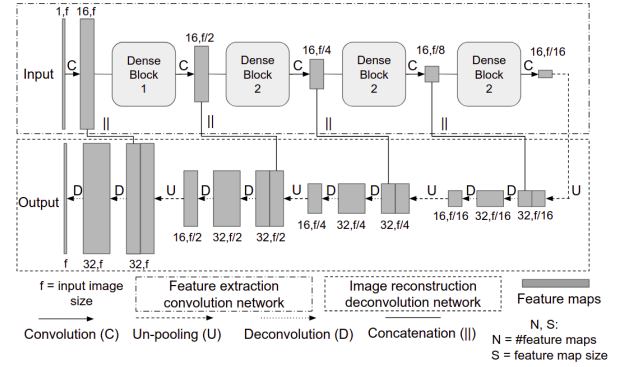 1,f 16,f
16,f/2 16,f/4 16,f/8 16,f/16
Input C Dense Block 1 C Dense Block 2 C Dense Block 2 C Dense Block 2 C
|| || || ||
Output D D U D D U D D U D D U
16,f/2 32,f/2 32,f/2 16,f/4 32,f/4 32,f/4 16,f/16 32,f/16 32,f/16
f 32,f 32,f
f = input image
size
Feature extraction
convolution network
Image reconstruction
deconvolution network
Feature maps
Convolution (C) Un-pooling (U) Deconvolution (D) Concatenation (||)
N, S:
N = #feature maps
S = feature map size